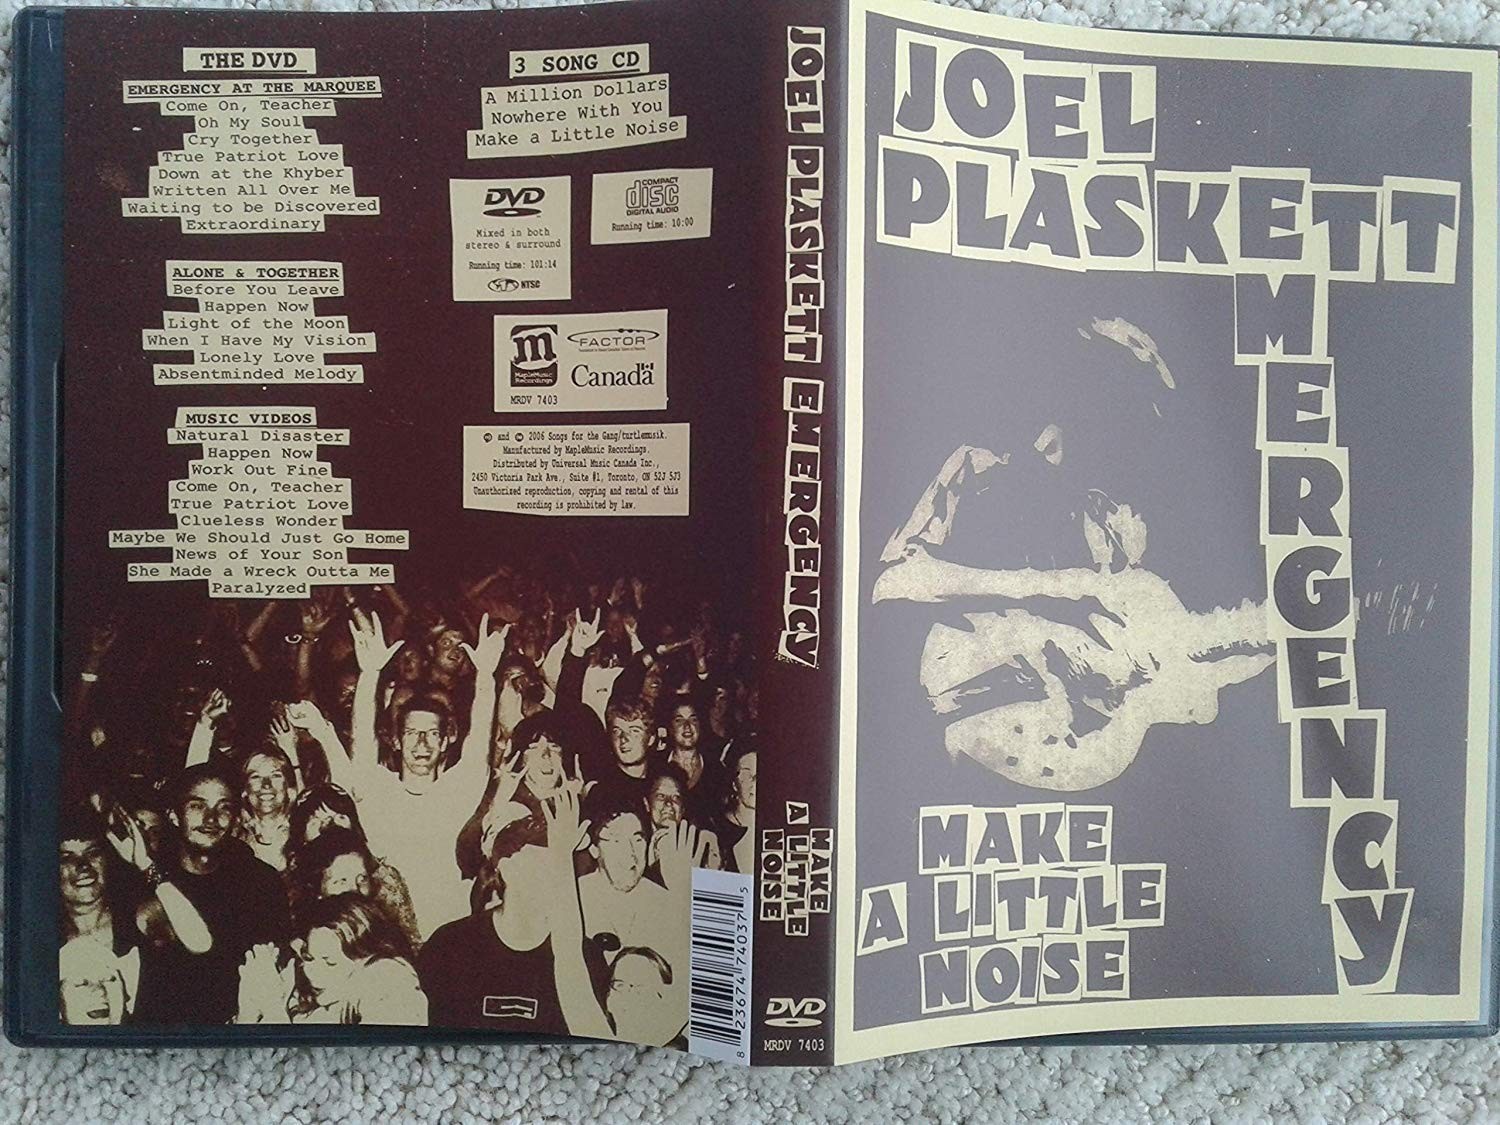 THE DVD
EMERGENCY AT THE MARQUEE
Come On, Teacher
Oh My Soul
Cry Together
True Patriot Love
Down at the Khyber
Written All Over Me
Waiting to be Discovered
Extraordinary
ALONE & TOGETHER
Before You Leave
Happen Now
Light of the Moon
When I Have My Vision
Lonely Love
Absentminded Melody
MUSIC VIDEOS
Natural Disaster
Happen Now
Work Out Fine
Come On, Teacher
True Patriot Love
Clueless Wonder
Maybe We Should Just Go Home
News of Your Son
She Made a Wreck Outta Me
Paralyzed
3 SONG CD
A Million Dollars
Nowhere With You
Make a Little Noise
DVD
Mixed in both
stereo & surround
Running time: 101:14
NTSC
COMPACT
disc
DIGITAL AUDIO
Running time: 10:00
m
MapleMusic
Recordings
FACTOR
Canada
MRDV 7403
Ⓟ and © 2006 Songs for the Gang/turtlemusik.
Manufactured by MapleMusic Recordings.
Distributed by Universal Music Canada Inc.,
2450 Victoria Park Ave., Suite #1, Toronto, ON 52J 5J3
Unauthorized reproduction, copying and rental of this
recording is prohibited by law.
8 23674 74037 5
JOEL PLASKETT EMERGENCY
MAKE
A LITTLE
NOISE
DVD
MRDV 7403
JOEL
PLASKETT
EMERGENCY
MAKE
A LITTLE
NOISE